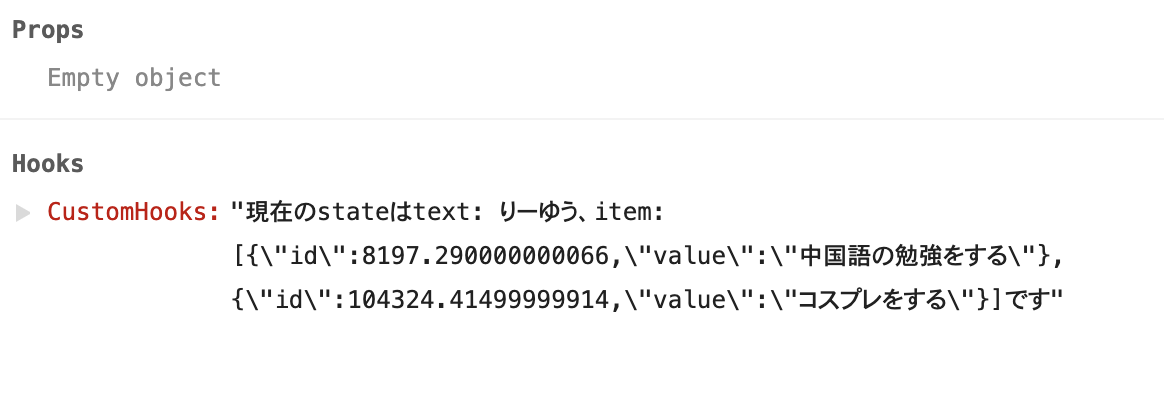 Props
Empty object
Hooks
CustomHooks: "現在のstateはtext: りーゆう、item:
[{\"id\":8197.290000000066,\"value\":\"中国語の勉強をする\"},
{\"id\":104324.41499999914,\"value\":\"コスプレをする\"}]です"